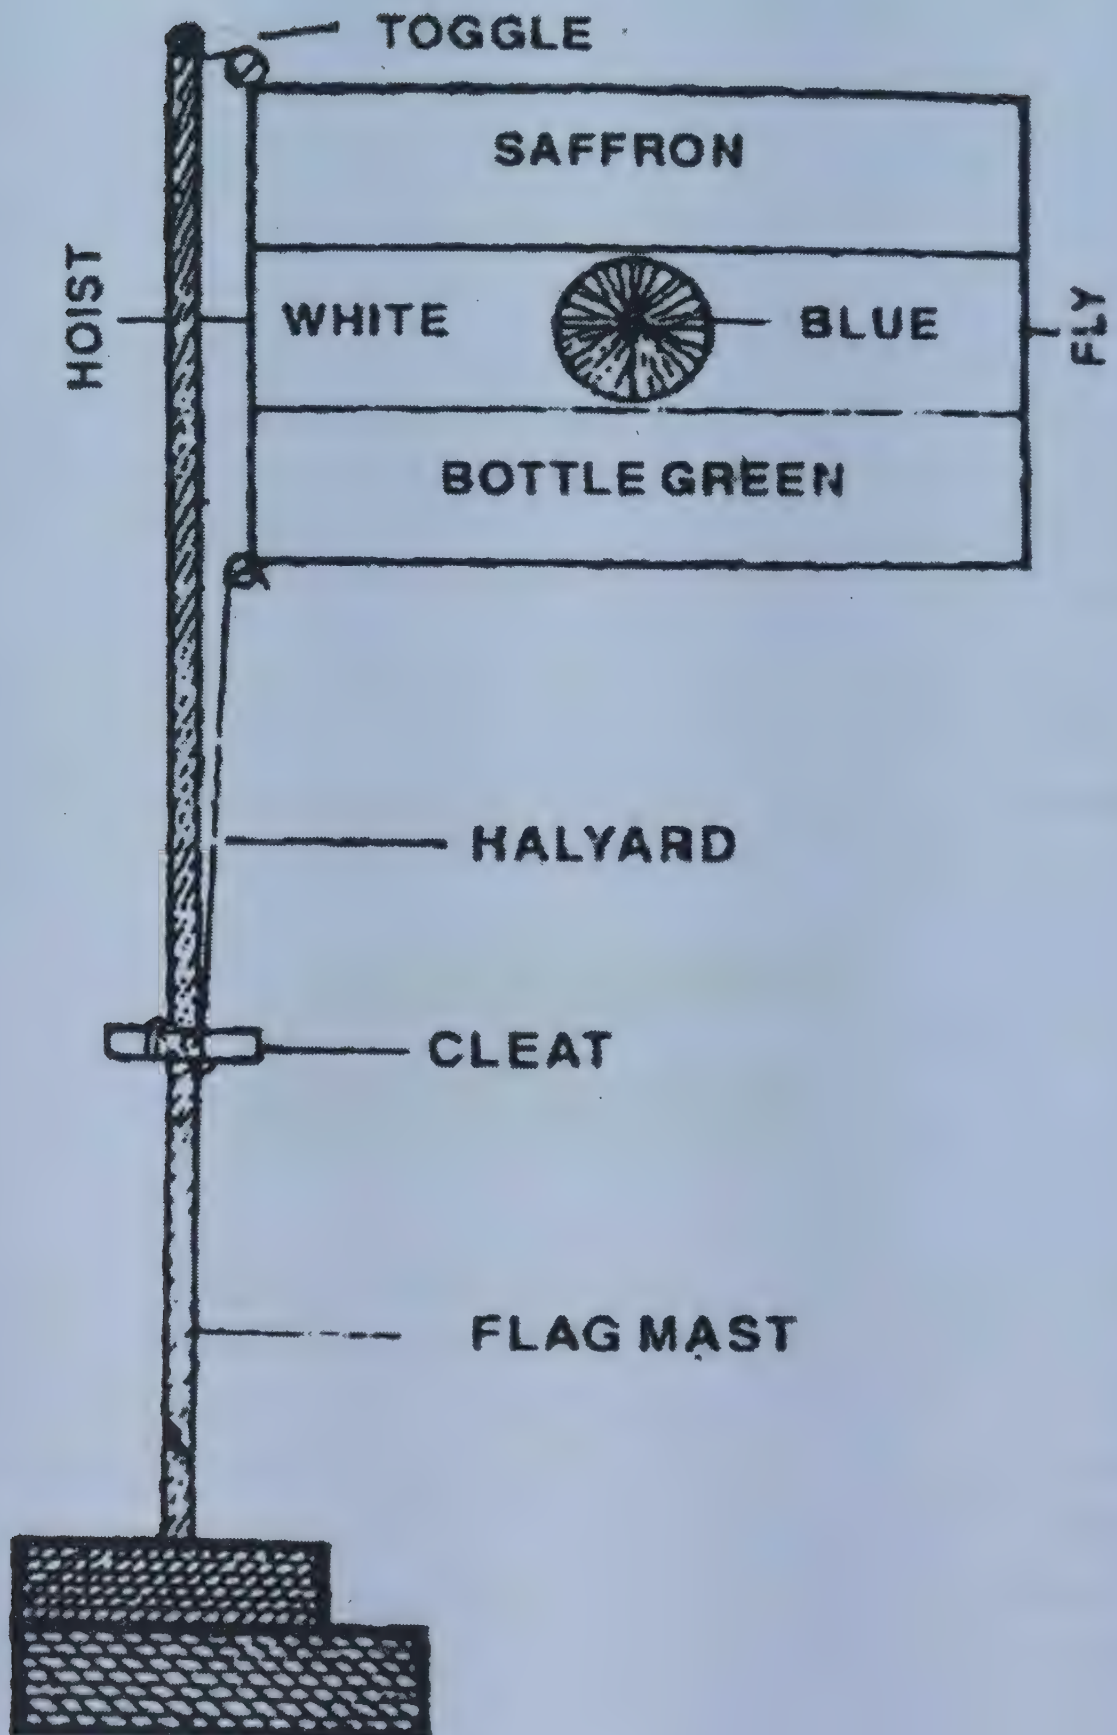 TOGGLE
SAFFRON
HOIST
WHITE
BLUE
FLY
BOTTLE GREEN
HALYARD
CLEAT
FLAG MAST